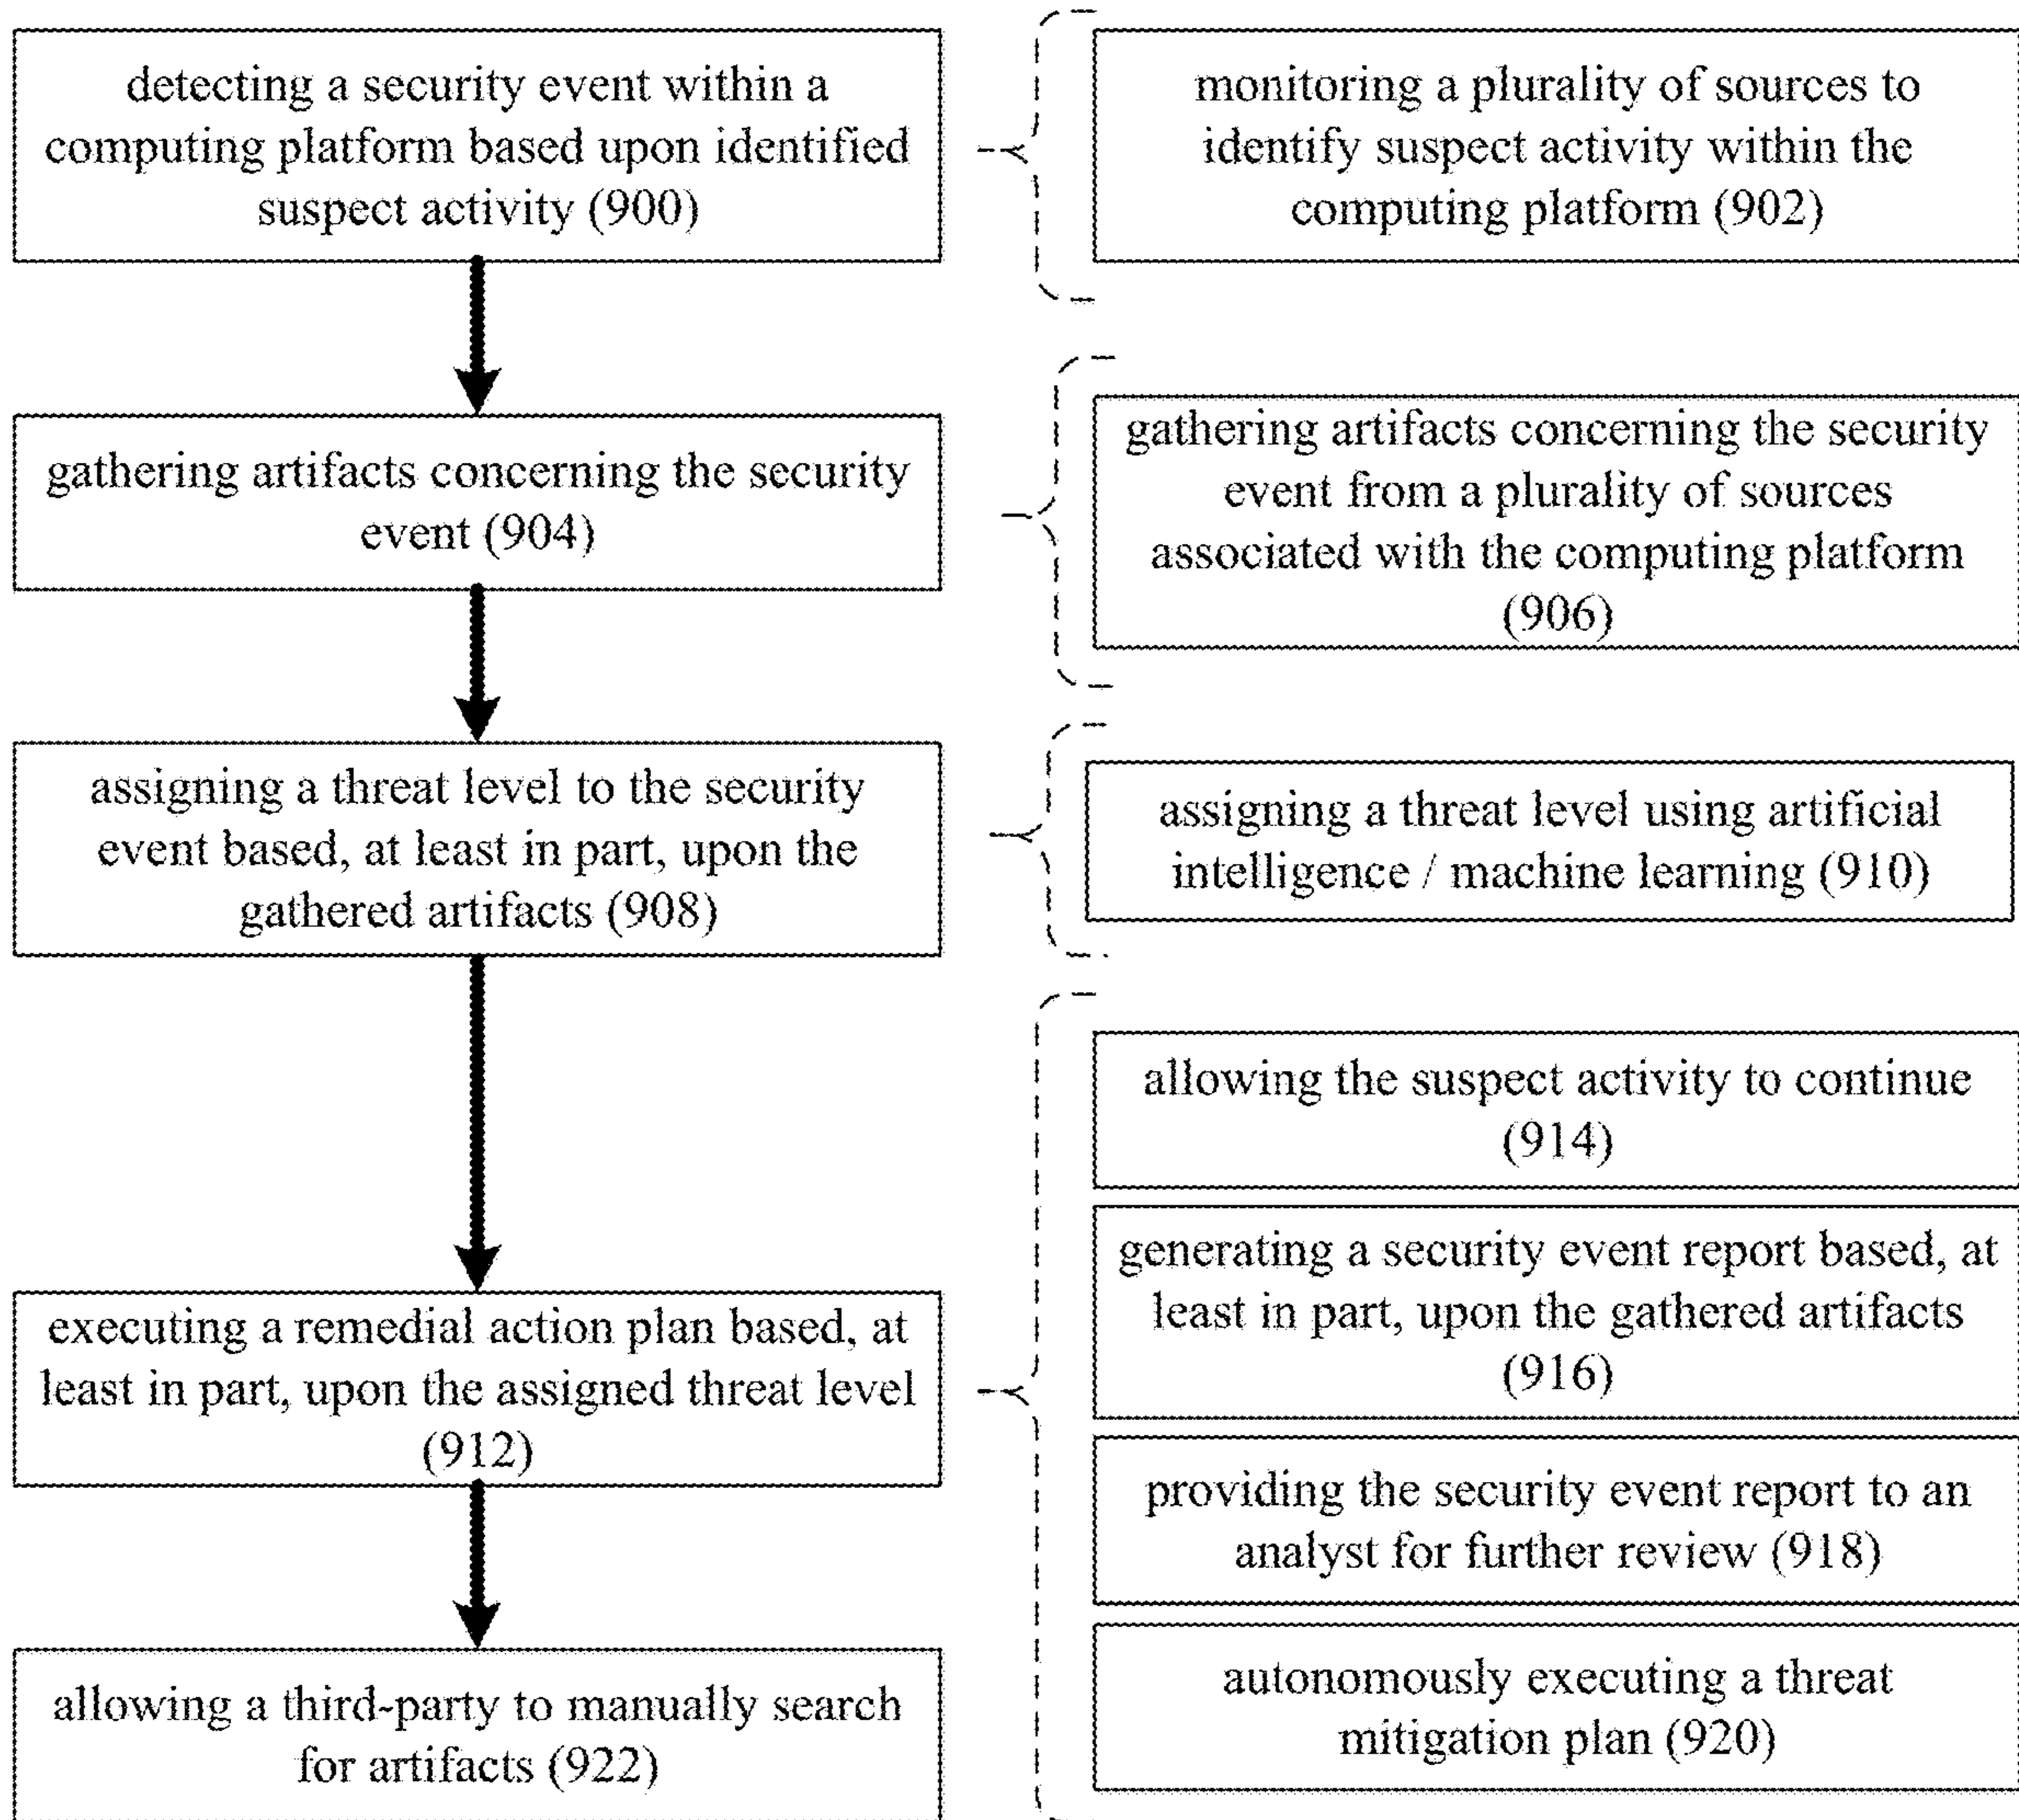 detecting a security event within a
computing platform based upon identified
suspect activity (900)
monitoring a plurality of sources to
identify suspect activity within the
computing platform (902)
gathering artifacts concerning the security
event (904)
gathering artifacts concerning the security
event from a plurality of sources
associated with the computing platform
(906)
assigning a threat level to the security
event based, at least in part, upon the
gathered artifacts (908)
assigning a threat level using artificial
intelligence / machine learning (910)
executing a remedial action plan based, at
least in part, upon the assigned threat level
(912)
allowing the suspect activity to continue
(914)
generating a security event report based, at
least in part, upon the gathered artifacts
(916)
providing the security event report to an
analyst for further review (918)
autonomously executing a threat
mitigation plan (920)
allowing a third-party to manually search
for artifacts (922)